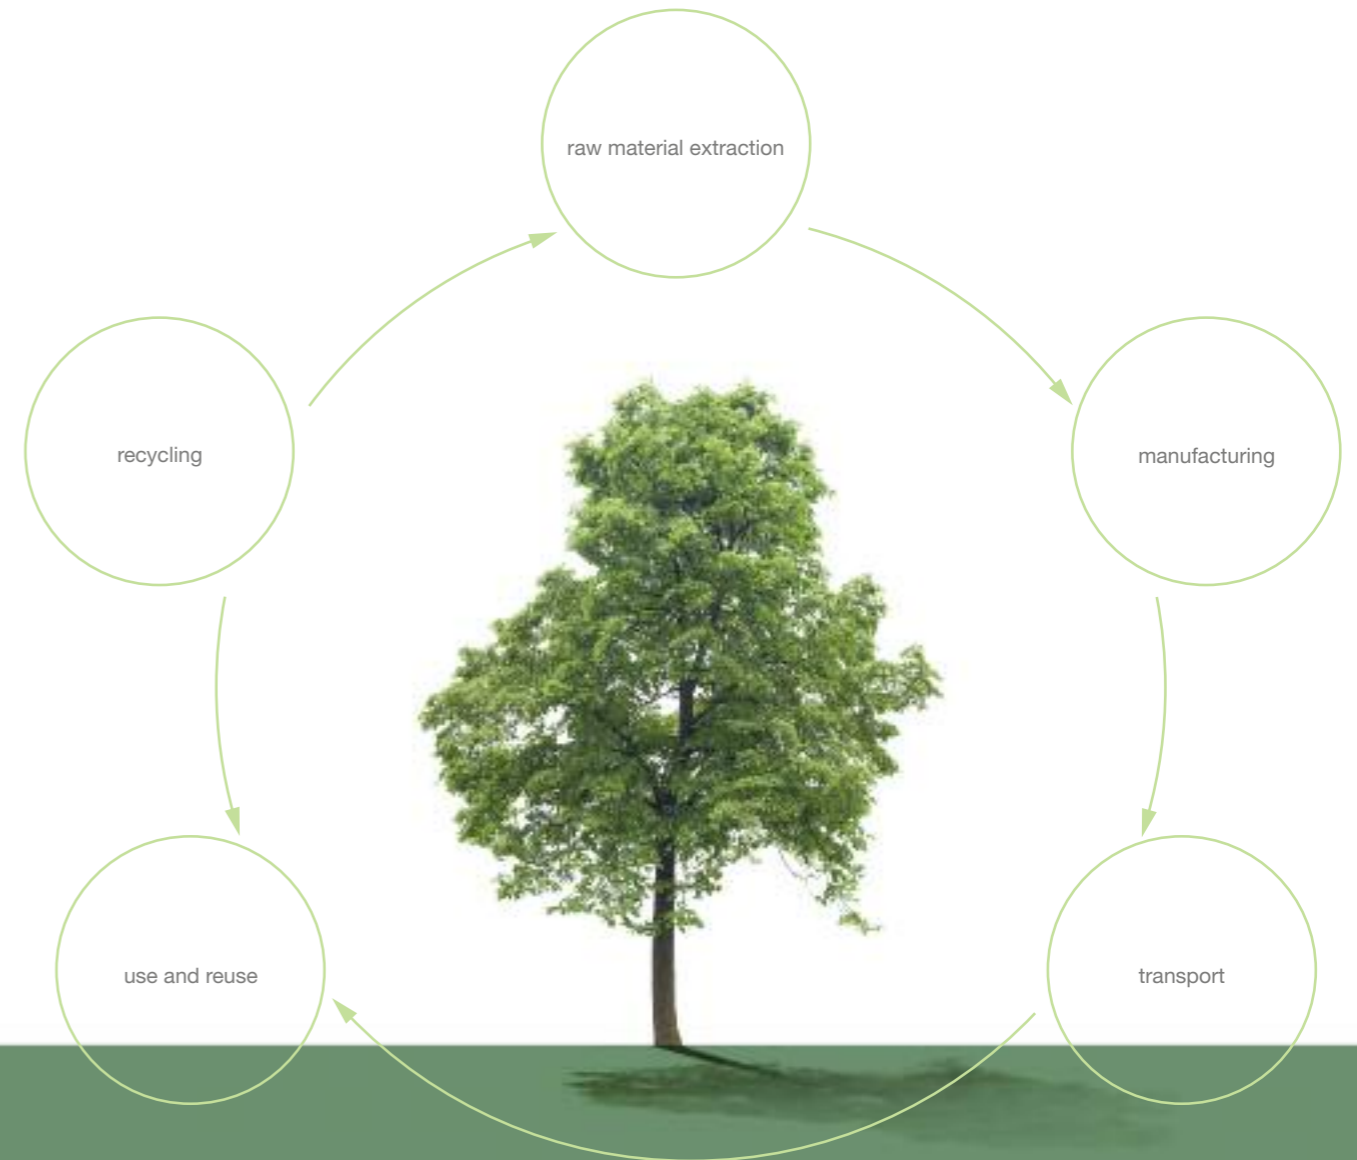 raw material extraction
recycling
manufacturing
use and reuse
transport